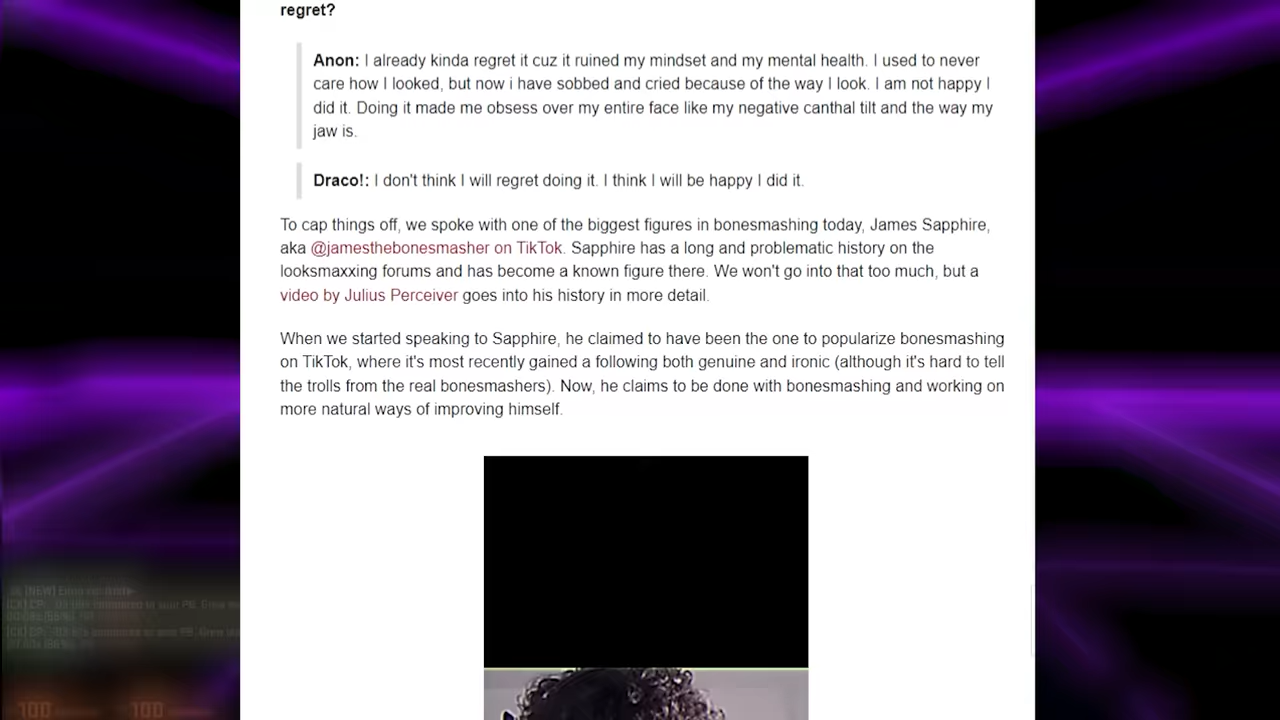 regret?
Anon: I already kinda regret it cuz it ruined my mindset and my mental health. I used to never
care how I looked, but now i have sobbed and cried because of the way I look. I am not happy I
did it. Doing it made me obsess over my entire face like my negative canthal tilt and the way my
jaw is.
Draco!: I don't think I will regret doing it. I think I will be happy I did it.
To cap things off, we spoke with one of the biggest figures in bonesmashing today, James Sapphire,
aka @jamesthebonesmasher on TikTok. Sapphire has a long and problematic history on the
looksmaxxing forums and has become a known figure there. We won't go into that too much, but a
video by Julius Perceiver goes into his history in more detail.
When we started speaking to Sapphire, he claimed to have been the one to popularize bonesmashing
on TikTok, where it's most recently gained a following both genuine and ironic (although it's hard to tell
the trolls from the real bonesmashers). Now, he claims to be done with bonesmashing and working on
more natural ways of improving himself.
100 100